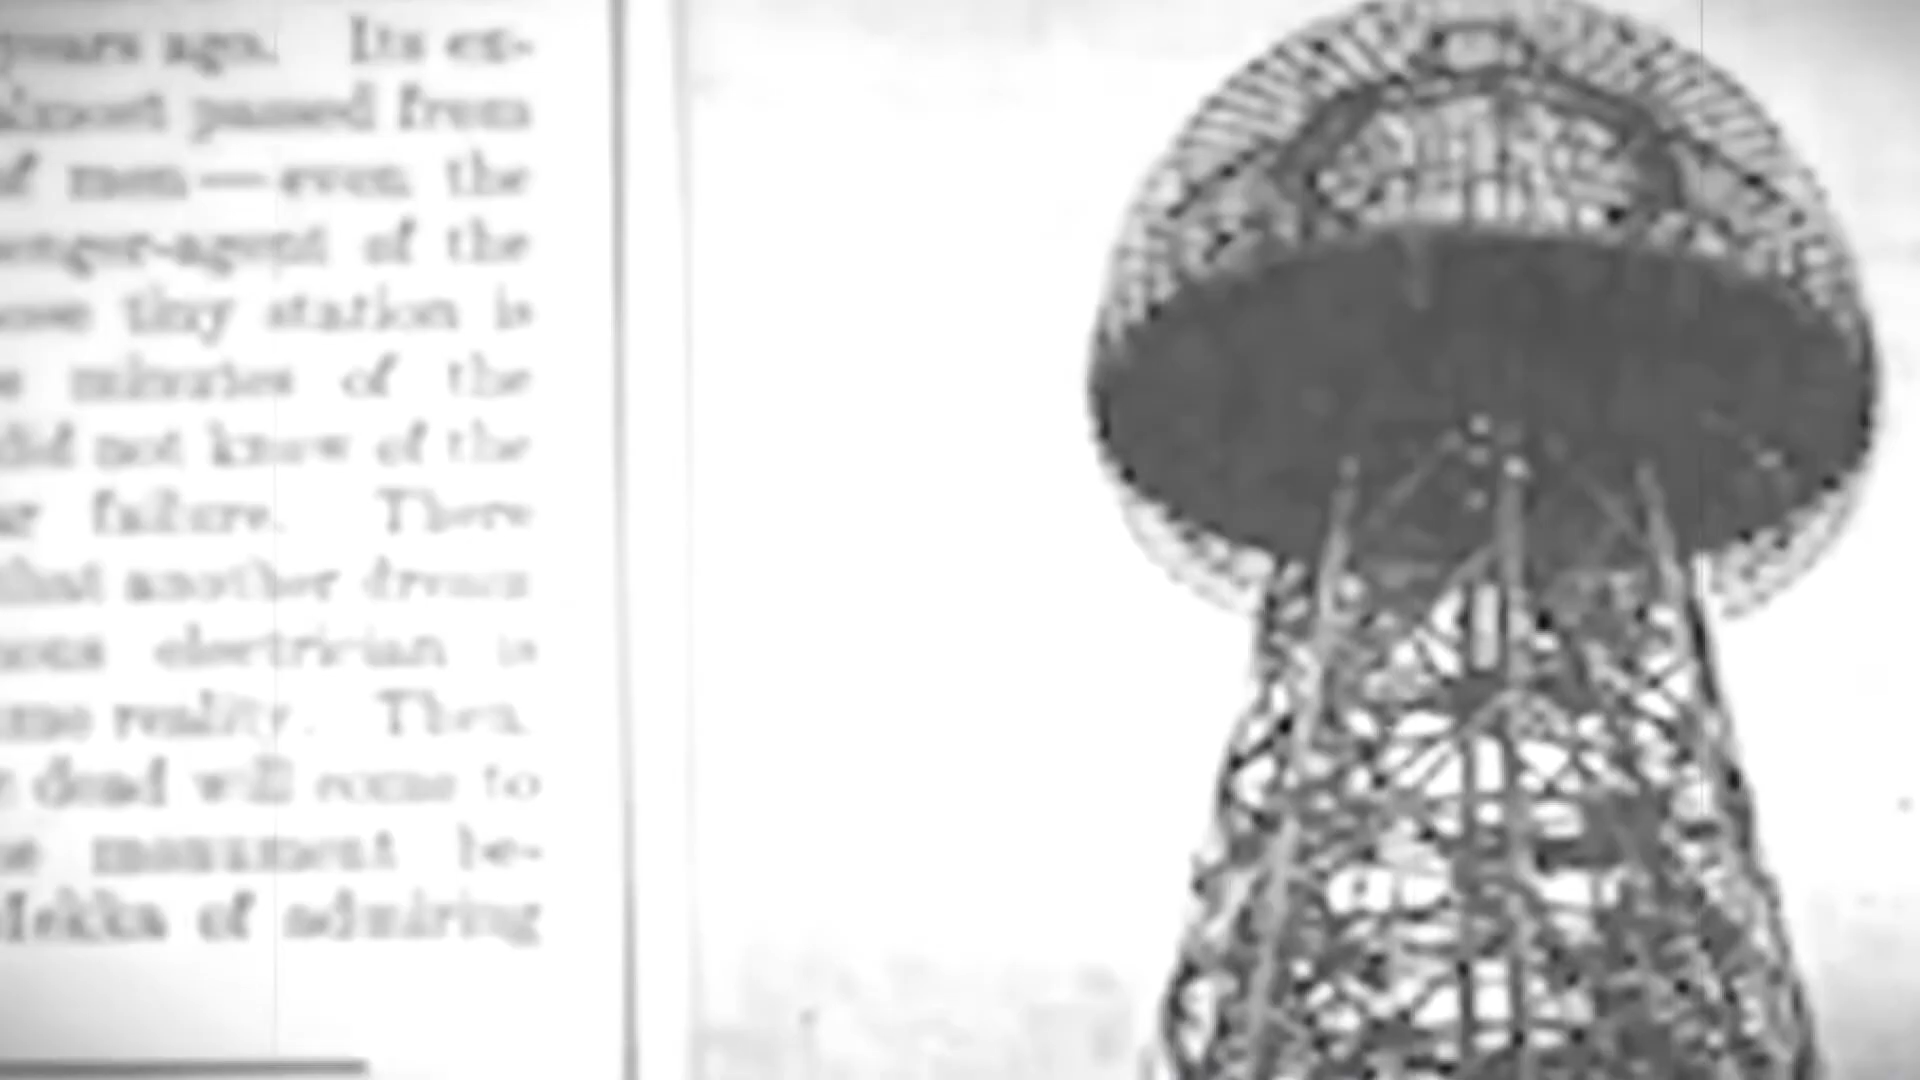 years ago. Its ex-
almost passed from
of men—even the
senger-agent of the
tiny station is
minutes of the
did not know of the
failure. There
that another dream
electrician is
reality. Then
dead will come to
monument be-
Mekka of admiring